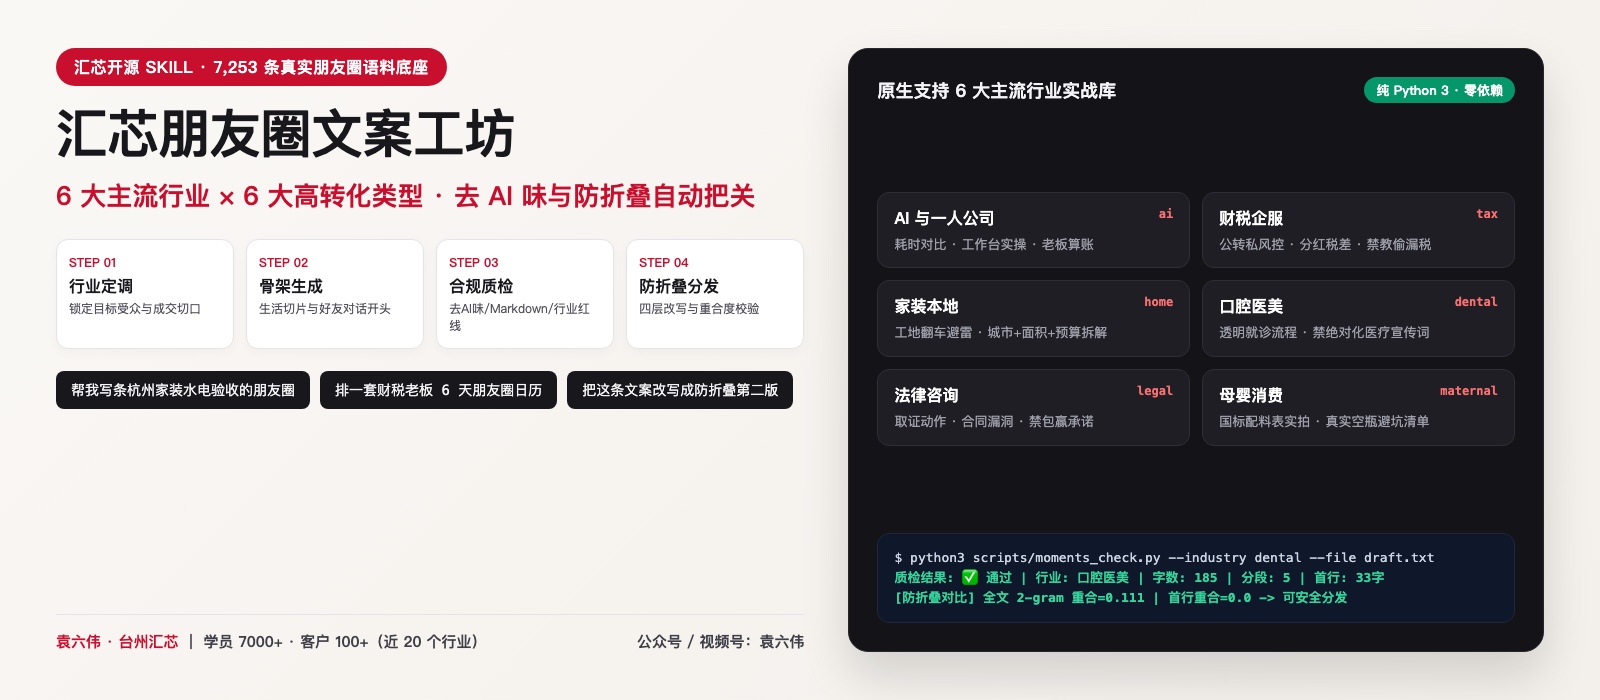 汇芯开源 SKILL · 7,253 条真实朋友圈语料底座
汇芯朋友圈文案工坊
6 大主流行业 × 6 大高转化类型 · 去 AI 味与防折叠自动把关
STEP 01
行业定调
锁定目标受众与成交切口
STEP 02
骨架生成
生活切片与好友对话开头
STEP 03
合规质检
去AI味/Markdown/行业红
线
STEP 04
防折叠分发
四层改写与重合度校验
帮我写条杭州家装水电验收的朋友圈
排一套财税老板 6 天朋友圈日历
把这条文案改写成防折叠第二版
袁六伟 · 台州汇芯 | 学员 7000+ · 客户 100+（近 20 个行业）
公众号 / 视频号：袁六伟
原生支持 6 大主流行业实战库
纯 Python 3 · 零依赖
AI 与一人公司
ai
耗时对比 · 工作台实操 · 老板算账
财税企服
tax
公转私风控 · 分红税差 · 禁教偷漏税
家装本地
home
工地翻车避雷 · 城市+面积+预算拆解
口腔医美
dental
透明就诊流程 · 禁绝对化医疗宣传词
法律咨询
legal
取证动作 · 合同漏洞 · 禁包赢承诺
母婴消费
maternal
国标配料表实拍 · 真实空瓶避坑清单
$ python3 scripts/moments_check.py --industry dental --file draft.txt
质检结果: ✅ 通过 | 行业: 口腔医美 | 字数: 185 | 分段: 5 | 首行: 33字
[防折叠对比] 全文 2-gram 重合=0.111 | 首行重合=0.0 -> 可安全分发